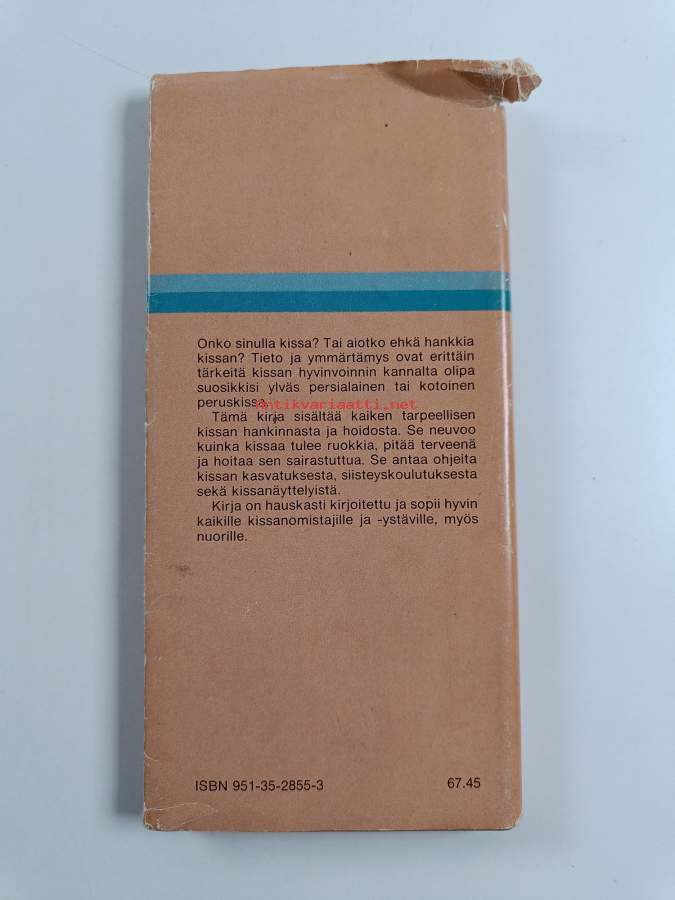 Onko sinulla kissa? Tai aiotko ehkä hankkia
kissan? Tieto ja ymmärtämys ovat erittäin
tärkeitä kissan hyvinvoinnin kannalta olipa
suosikkisi ylväs persialainen tai kotoinen
peruskissa.
Antikvariaatti.net
Tämä kirja sisältää kaiken tarpeellisen
kissan hankinnasta ja hoidosta. Se neuvoo
kuinka kissaa tulee ruokkia, pitää terveenä
ja hoitaa sen sairastuttua. Se antaa ohjeita
kissan kasvatuksesta, siisteyskoulutuksesta
sekä kissanäyttelyistä.
Kirja on hauskasti kirjoitettu ja sopii hyvin
kaikille kissanomistajille ja -ystäville, myös
nuorille.
ISBN 951-35-2855-3 67.45